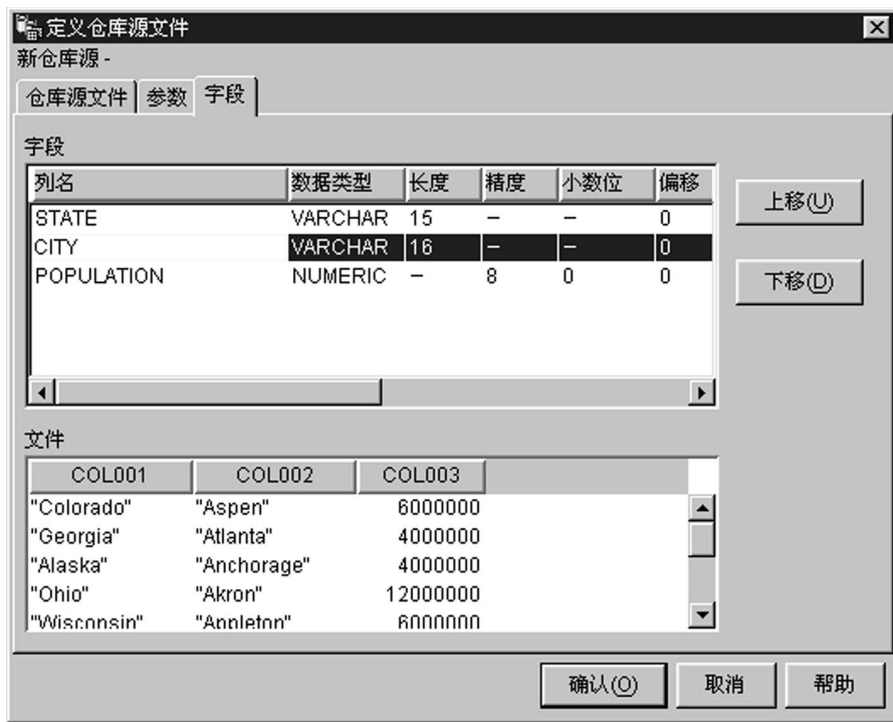 定义仓库源文件
新仓库源 -
仓库源文件 参数 字段
字段
列名 数据类型 长度 精度 小数位 偏移
STATE VARCHAR 15 – – 0
CITY VARCHAR 16 – – 0
POPULATION NUMERIC – 8 0 0
上移(U)
下移(D)
文件
COL001 COL002 COL003
"Colorado" "Aspen" 6000000
"Georgia" "Atlanta" 4000000
"Alaska" "Anchorage" 4000000
"Ohio" "Akron" 12000000
"Wisconsin" "Appleton" 6000000
确认(O) 取消 帮助